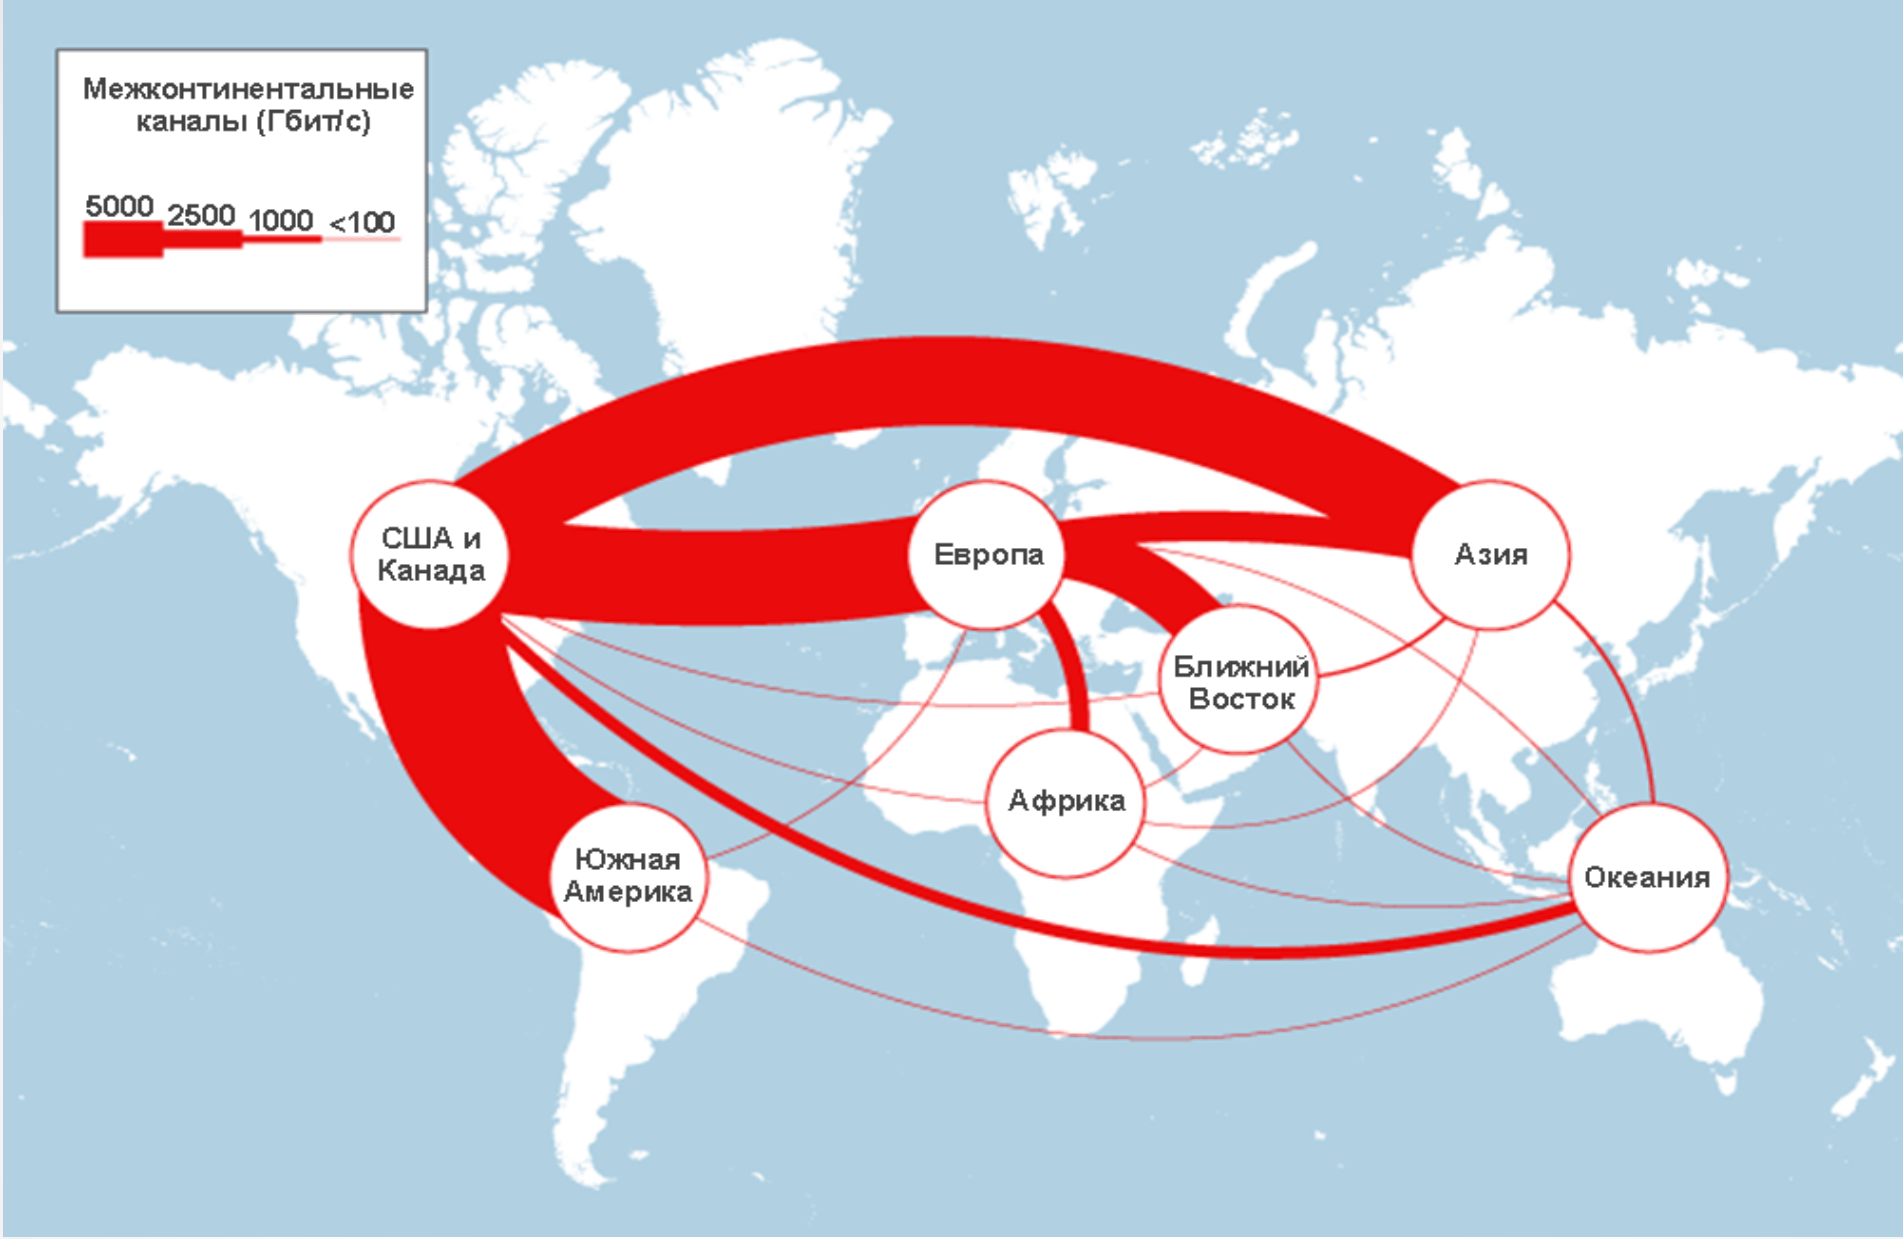 Межконтинентальные
каналы (Гбит/с)
5000 2500 1000 <100
США и
Канада
Европа
Азия
Ближний
Восток
Африка
Южная
Америка
Океания